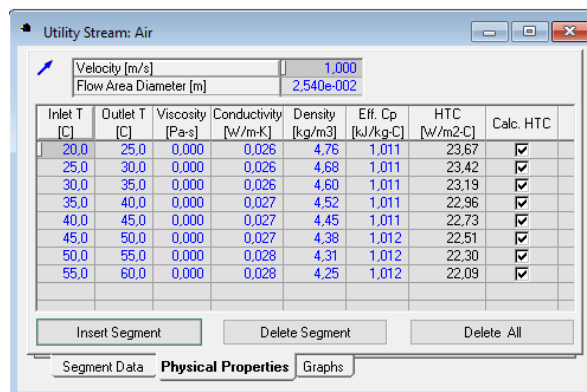 Utility Stream: Air
Velocity [m/s] 1,000
Flow Area Diameter [m] 2,540e-002
Inlet T Outlet T Viscosity Conductivity Density Eff. Cp HTC Calc. HTC
[C] [C] [Pa-s] [W/m-K] [kg/m3] [kJ/kg-C] [W/m2-C]
20,0 25,0 0,000 0,026 4,76 1,011 23,67
25,0 30,0 0,000 0,026 4,68 1,011 23,42
30,0 35,0 0,000 0,026 4,60 1,011 23,19
35,0 40,0 0,000 0,027 4,52 1,011 22,96
40,0 45,0 0,000 0,027 4,45 1,011 22,73
45,0 50,0 0,000 0,027 4,38 1,012 22,51
50,0 55,0 0,000 0,028 4,31 1,012 22,30
55,0 60,0 0,000 0,028 4,25 1,012 22,09
Insert Segment Delete Segment Delete All
Segment Data Physical Properties Graphs